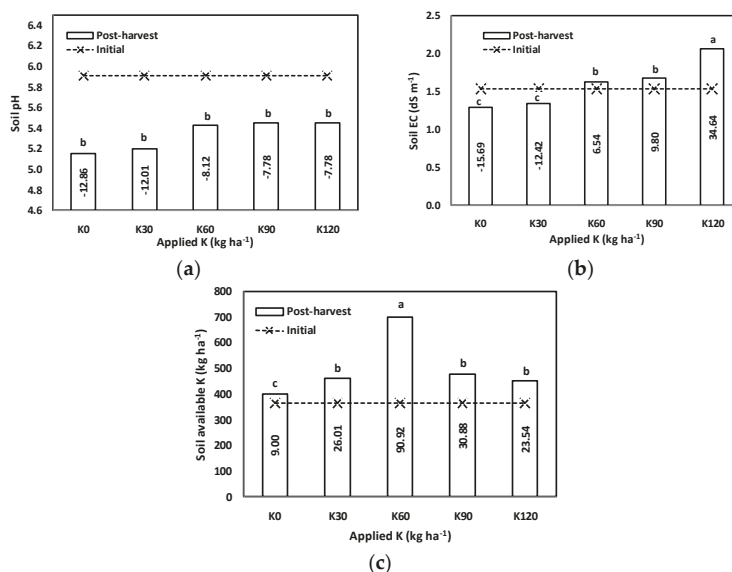 6.4
6.2
6.0
5.8
5.6
5.4
5.2
5.0
4.8
4.6
Soil pH
Post-harvest
Initial
b
b
b
b
b
-12.86
-12.01
-8.12
-7.78
-7.78
K0
K30
K60
K90
K120
Applied K (kg ha-1)
(a)
2.5
2.0
1.5
1.0
0.5
0.0
Soil EC (dS m-1)
Post-harvest
Initial
c
c
b
b
a
-15.69
-12.42
6.54
9.80
34.64
K0
K30
K60
K90
K120
Applied K (kg ha-1)
(b)
800
700
600
500
400
300
200
100
0
Soil available K (kg ha-1)
Post-harvest
Initial
c
b
a
b
b
9.00
26.01
90.92
30.88
23.54
K0
K30
K60
K90
K120
Applied K (kg ha-1)
(c)